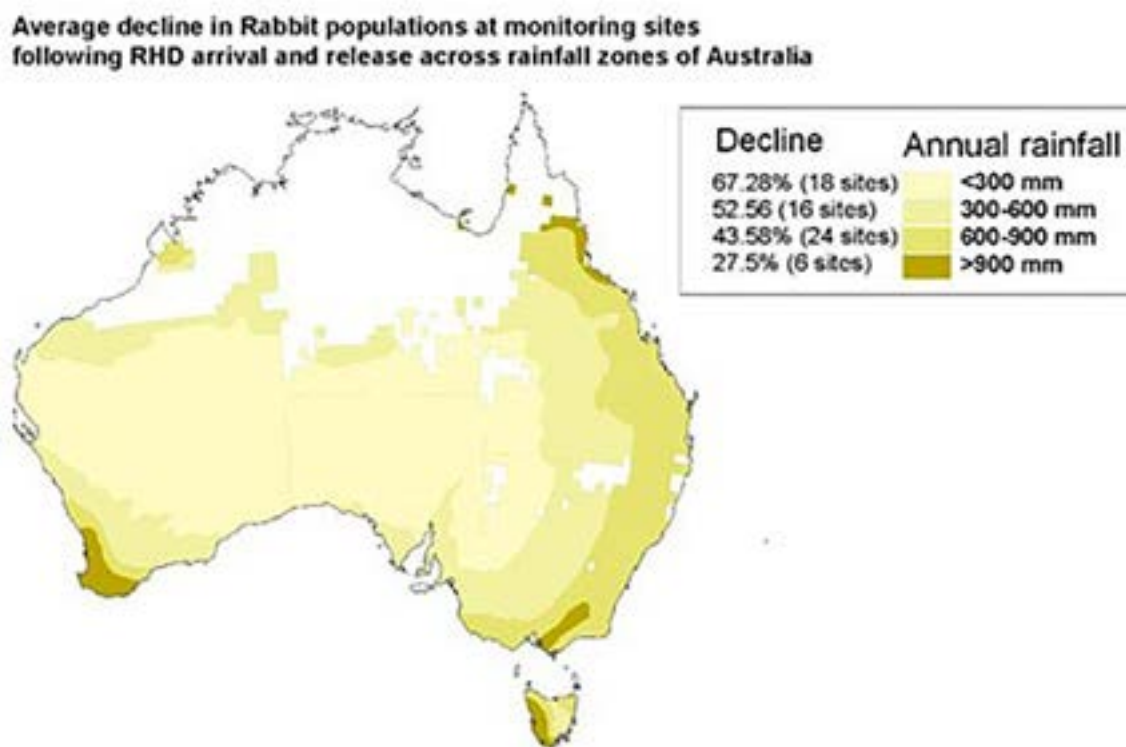 Average decline in Rabbit populations at monitoring sites
following RHD arrival and release across rainfall zones of Australia
Decline Annual rainfall
67.28% (18 sites) <300 mm
52.56 (16 sites) 300-600 mm
43.58% (24 sites) 600-900 mm
27.5% (6 sites) >900 mm